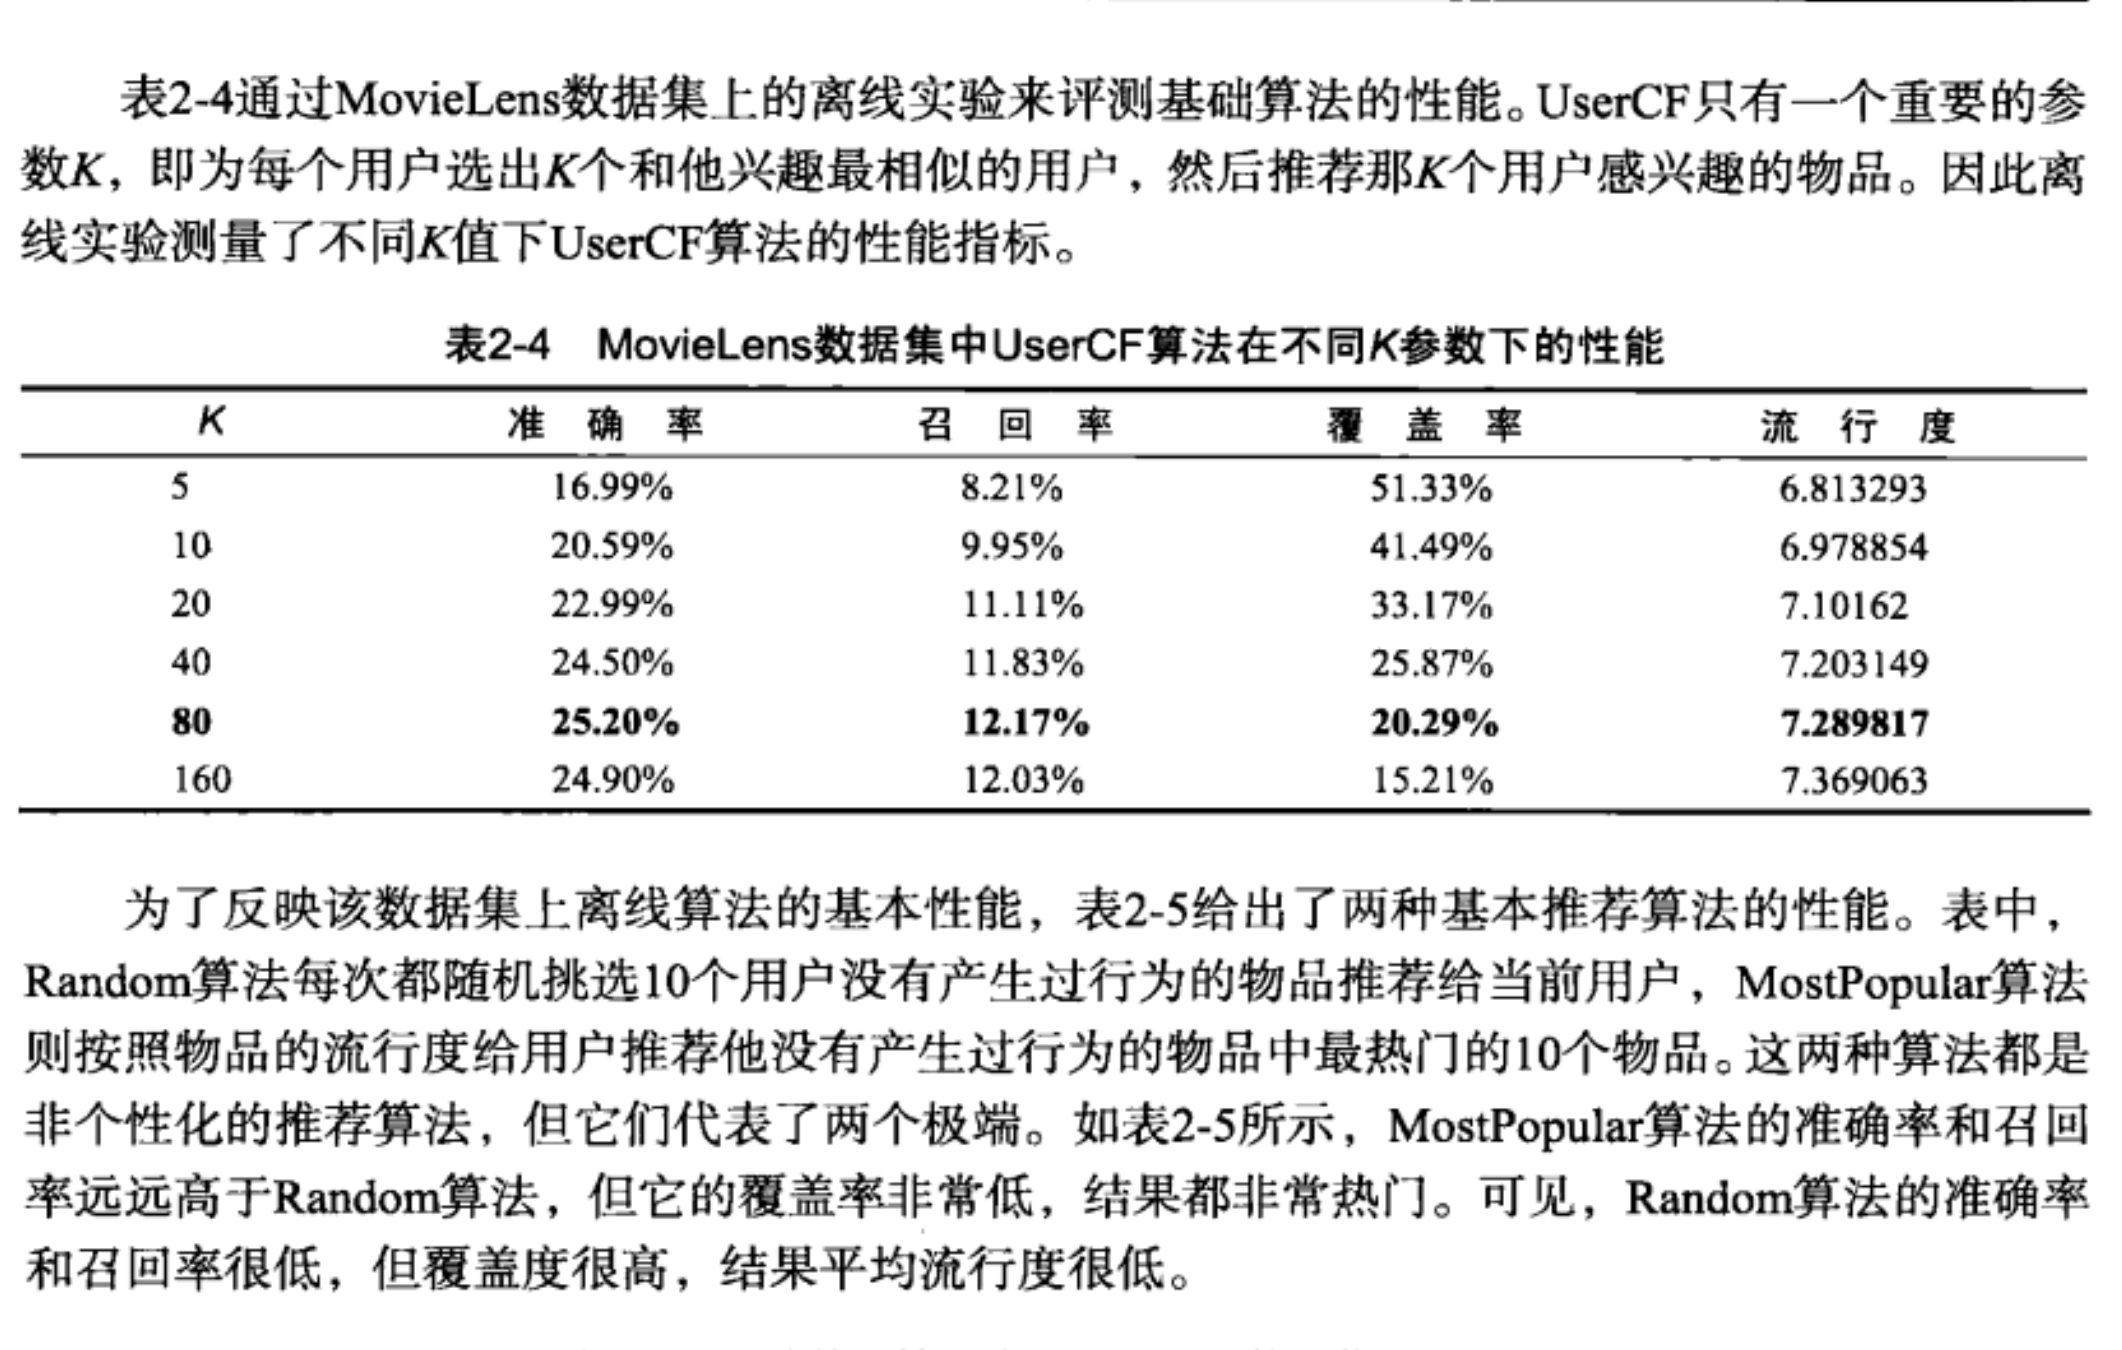 表2-4通过MovieLens数据集上的离线实验来评测基础算法的性能。UserCF只有一个重要的参
数K，即为每个用户选出K个和他兴趣最相似的用户，然后推荐那K个用户感兴趣的物品。因此离
线实验测量了不同K值下UserCF算法的性能指标。
表2-4 MovieLens数据集中UserCF算法在不同K参数下的性能
K 准确率 召回率 覆盖率 流行度
5 16.99% 8.21% 51.33% 6.813293
10 20.59% 9.95% 41.49% 6.978854
20 22.99% 11.11% 33.17% 7.10162
40 24.50% 11.83% 25.87% 7.203149
80 25.20% 12.17% 20.29% 7.289817
160 24.90% 12.03% 15.21% 7.369063
为了反映该数据集上离线算法的基本性能，表2-5给出了两种基本推荐算法的性能。表中，
Random算法每次都随机挑选10个用户没有产生过行为的物品推荐给当前用户，MostPopular算法
则按照物品的流行度给用户推荐他没有产生过行为的物品中最热门的10个物品。这两种算法都是
非个性化的推荐算法，但它们代表了两个极端。如表2-5所示，MostPopular算法的准确率和召回
率远远高于Random算法，但它的覆盖率非常低，结果都非常热门。可见，Random算法的准确率
和召回率很低，但覆盖度很高，结果平均流行度很低。